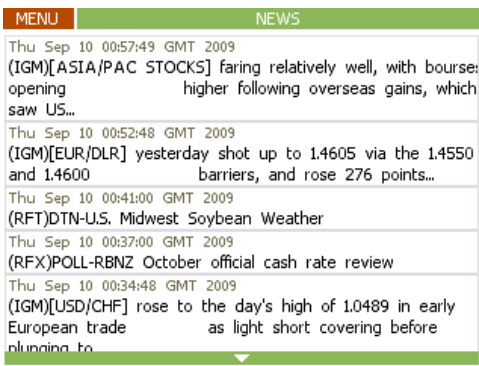 MENU NEWS
Thu Sep 10 00:57:49 GMT 2009
(IGM)[ASIA/PAC STOCKS] faring relatively well, with bourses
opening higher following overseas gains, which
saw US...
Thu Sep 10 00:52:48 GMT 2009
(IGM)[EUR/DLR] yesterday shot up to 1.4605 via the 1.4550
and 1.4600 barriers, and rose 276 points...
Thu Sep 10 00:41:00 GMT 2009
(RFT)DTN-U.S. Midwest Soybean Weather
Thu Sep 10 00:37:00 GMT 2009
(RFX)POLL-RBNZ October official cash rate review
Thu Sep 10 00:34:48 GMT 2009
(IGM)[USD/CHF] rose to the day's high of 1.0489 in early
European trade as light short covering before
plunging to